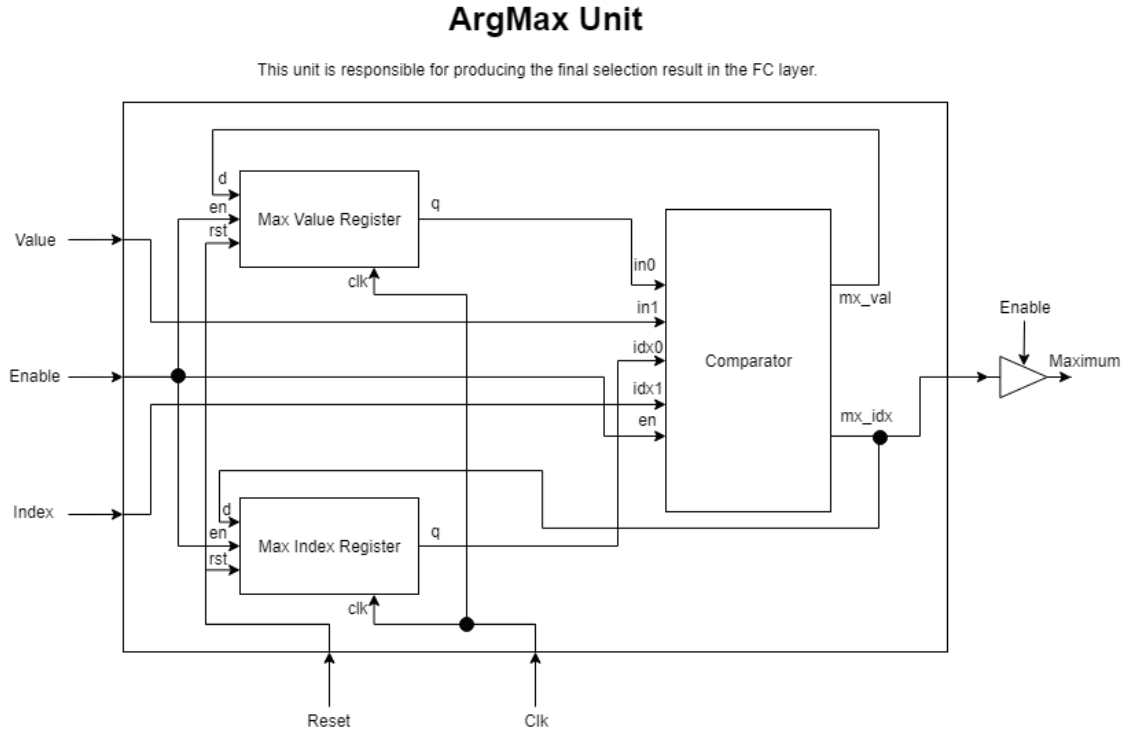 ArgMax Unit
This unit is responsible for producing the final selection result in the FC layer.
d
en
rst
Max Value Register
q
clk
Value
in0
in1
mx_val
Enable
Enable
idx0
Comparator
Maximum
idx1
en
mx_idx
Index
d
en
rst
Max Index Register
q
clk
Reset
Clk